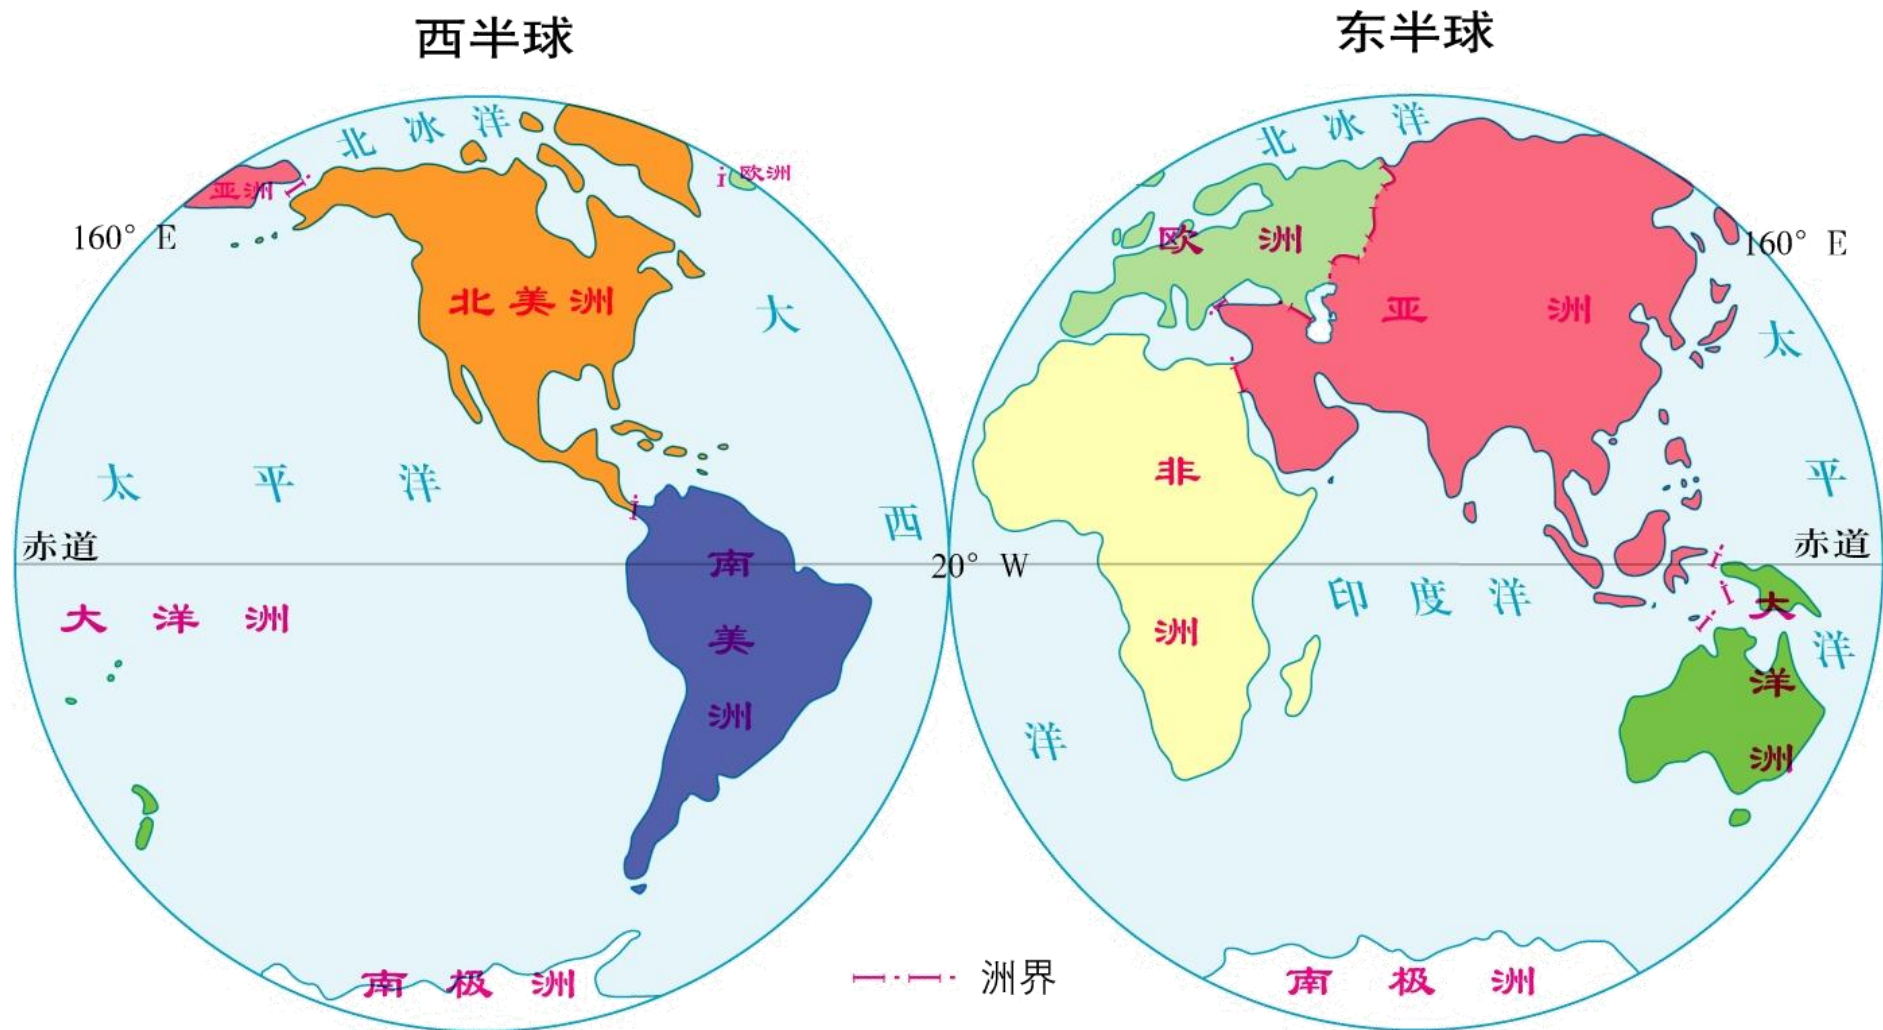 西半球
东半球
北冰洋
亚洲
欧洲
160° E
北美洲
大
太平洋
西
赤道
20° W
大洋洲
南美洲
洋
南极洲
北冰洋
欧洲
亚洲
160° E
太
平
洋
非洲
赤道
印度洋
大洋洲
南极洲
洲界